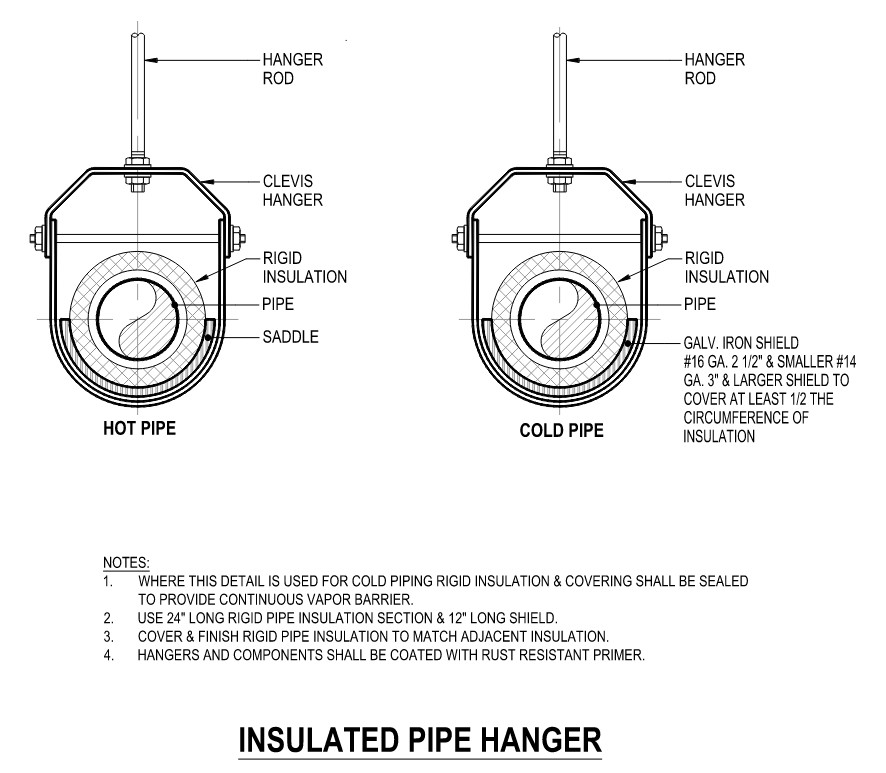 HANGER
ROD
CLEVIS
HANGER
RIGID
INSULATION
PIPE
SADDLE
HOT PIPE
HANGER
ROD
CLEVIS
HANGER
RIGID
INSULATION
PIPE
GALV. IRON SHIELD
#16 GA. 2 1/2" & SMALLER #14
GA. 3" & LARGER SHIELD TO
COVER AT LEAST 1/2 THE
CIRCUMFERENCE OF
INSULATION
COLD PIPE
NOTES:
1. WHERE THIS DETAIL IS USED FOR COLD PIPING RIGID INSULATION & COVERING SHALL BE SEALED
TO PROVIDE CONTINUOUS VAPOR BARRIER.
2. USE 24" LONG RIGID PIPE INSULATION SECTION & 12" LONG SHIELD.
3. COVER & FINISH RIGID PIPE INSULATION TO MATCH ADJACENT INSULATION.
4. HANGERS AND COMPONENTS SHALL BE COATED WITH RUST RESISTANT PRIMER.
INSULATED PIPE HANGER